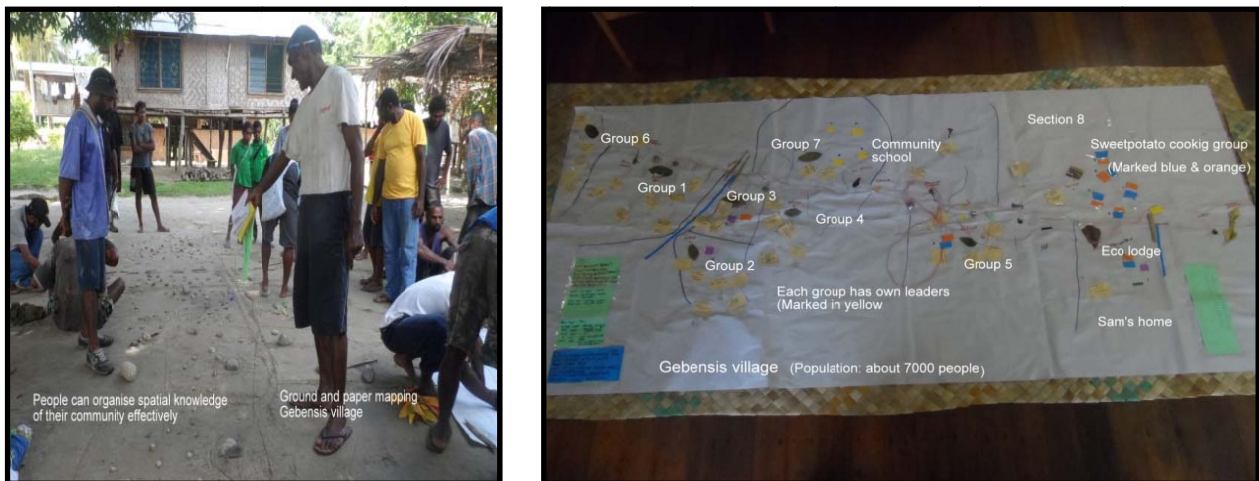 People can organise spatial knowledge
of their community effectively
Ground and paper mapping
Gebensis village
Group 6
Group 7
Community
school
Section 8
Sweetpotato cookig group
(Marked blue & orange)
Group 1
Group 3
Group 4
Group 2
Group 5
Eco lodge
Each group has own leaders
(Marked in yellow
Sam's home
Gebensis village (Population: about 7000 people)